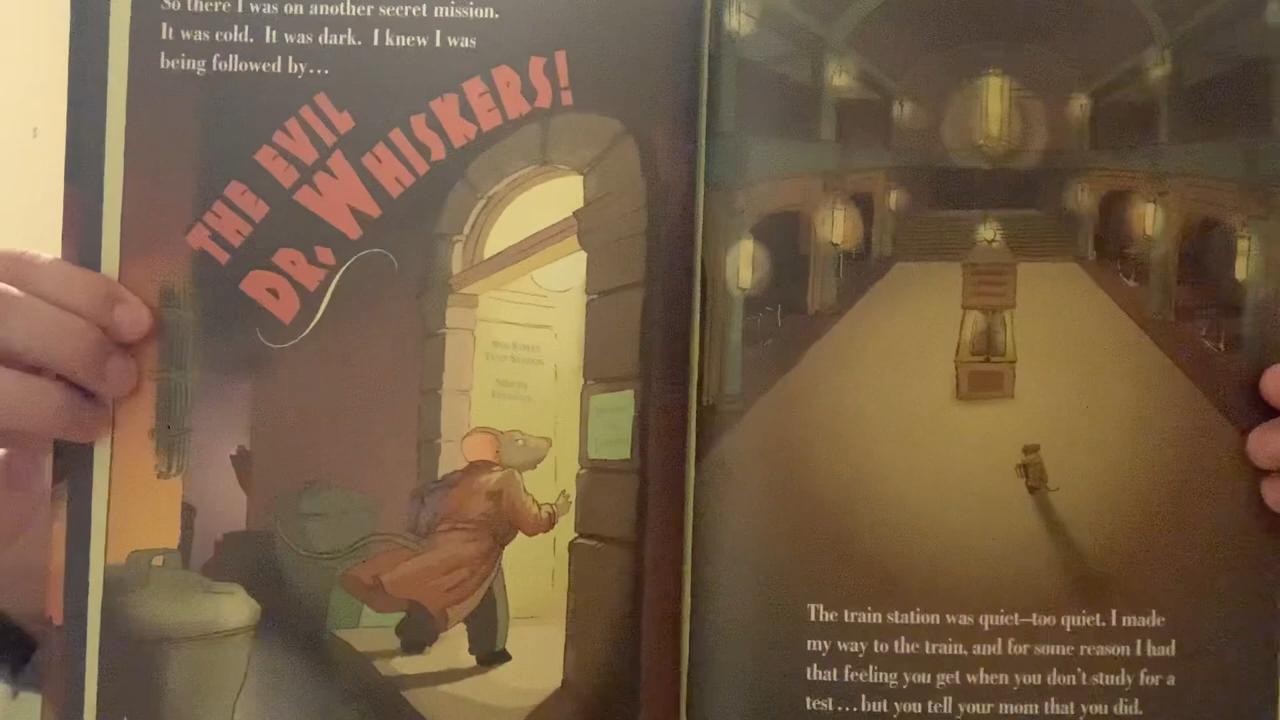 So there I was on another secret mission.
It was cold. It was dark. I knew I was
being followed by...
THE EVIL
DR. WHISKERS!
The train station was quiet—too quiet. I made
my way to the train, and for some reason I had
that feeling you get when you don't study for a
test...but you tell your mom that you did.